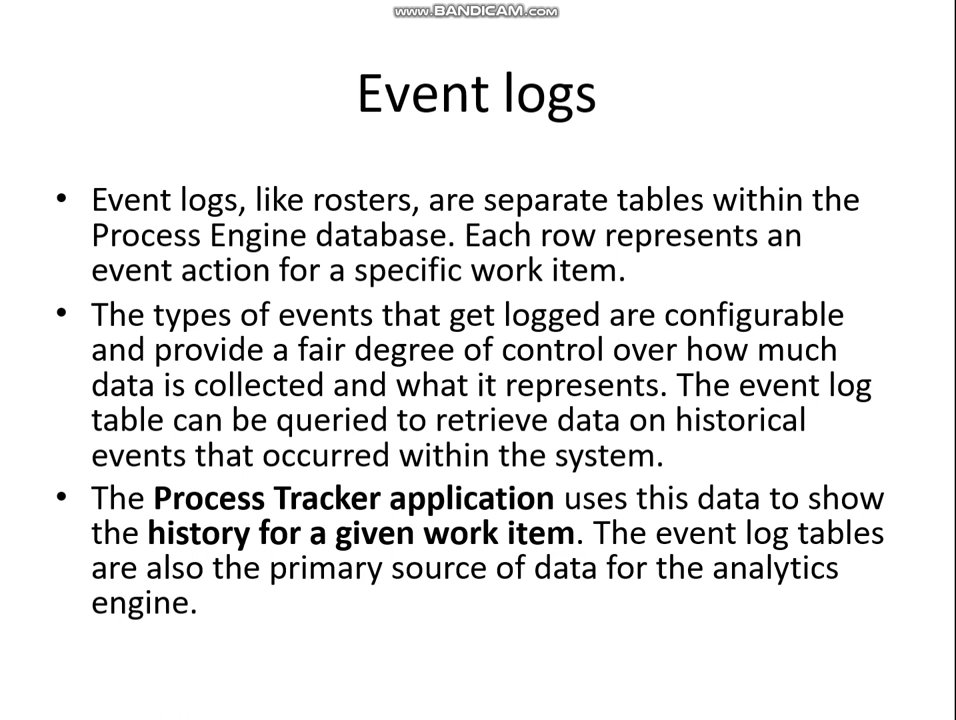 www.BANDICAM.com
Event logs
• Event logs, like rosters, are separate tables within the
Process Engine database. Each row represents an
event action for a specific work item.
• The types of events that get logged are configurable
and provide a fair degree of control over how much
data is collected and what it represents. The event log
table can be queried to retrieve data on historical
events that occurred within the system.
• The Process Tracker application uses this data to show
the history for a given work item. The event log tables
are also the primary source of data for the analytics
engine.